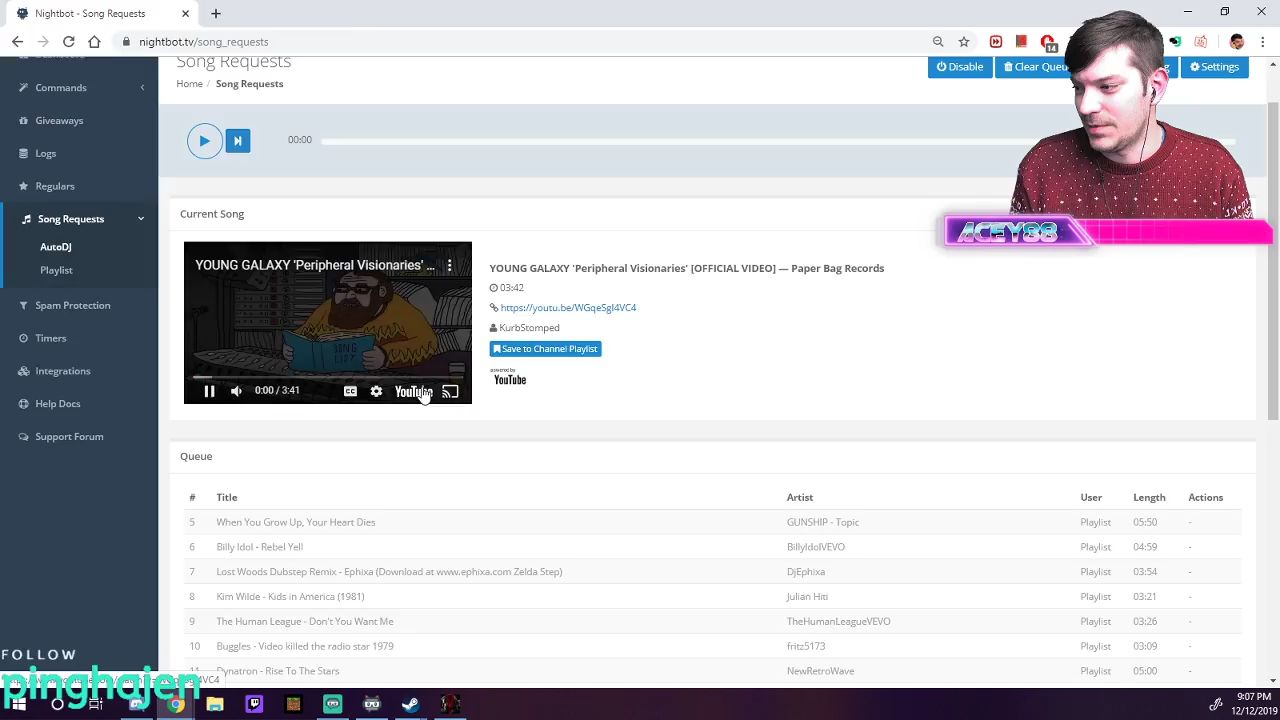 Nightbot - Song Requests
nightbot.tv/song_requests
14
Commands
Giveaways
Logs
Regulars
Song Requests
AutoDJ
Playlist
Spam Protection
Timers
Integrations
Help Docs
Support Forum
Song Requests
Home / Song Requests
Disable
Clear Queue
Settings
00:00
Current Song
YOUNG GALAXY 'Peripheral Visionaries' ...
SONG
0:00 / 3:41
CC
YouTube
YOUNG GALAXY 'Peripheral Visionaries' [OFFICIAL VIDEO] — Paper Bag Records
03:42
https://youtu.be/WGqeSgI4VC4
KurbStomped
Save to Channel Playlist
powered by
YouTube
ACEY88
Queue
# Title Artist User Length Actions
5 When You Grow Up, Your Heart Dies GUNSHIP - Topic Playlist 05:50 -
6 Billy Idol - Rebel Yell BillyIdolVEVO Playlist 04:59 -
7 Lost Woods Dubstep Remix - Ephixa (Download at www.ephixa.com Zelda Step) DjEphixa Playlist 03:54 -
8 Kim Wilde - Kids in America (1981) Julian Hiti Playlist 03:21 -
9 The Human League - Don't You Want Me TheHumanLeagueVEVO Playlist 03:26 -
10 Buggles - Video killed the radio star 1979 fritz5173 Playlist 03:09 -
11 Dynatron - Rise To The Stars NewRetroWave Playlist 05:00 -
FOLLOW
pinghajen
4VC4
9:07 PM
12/12/2019